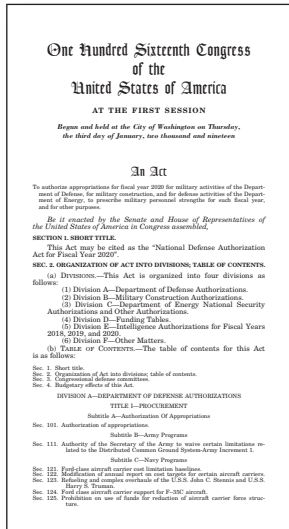 One Hundred Sixteenth Congress
of the
United States of America
AT THE FIRST SESSION
Begun and held at the City of Washington on Thursday,
the third day of January, two thousand and nineteen
An Act
To authorize appropriations for fiscal year 2020 for military activities of the Depart-
ment of Defense, for military construction, and for defense activities of the Depart-
ment of Energy, to prescribe military personnel strengths for such fiscal year,
and for other purposes.
Be it enacted by the Senate and House of Representatives of
the United States of America in Congress assembled,
SECTION 1. SHORT TITLE.
This Act may be cited as the "National Defense Authorization
Act for Fiscal Year 2020".
SEC. 2. ORGANIZATION OF ACT INTO DIVISIONS; TABLE OF CONTENTS.
(a) DIVISIONS.—This Act is organized into four divisions as
follows:
(1) Division A—Department of Defense Authorizations.
(2) Division B—Military Construction Authorizations.
(3) Division C—Department of Energy National Security
Authorizations and Other Authorizations.
(4) Division D—Funding Tables.
(5) Division E—Intelligence Authorizations for Fiscal Years
2018, 2019, and 2020.
(6) Division F—Other Matters.
(b) TABLE OF CONTENTS.—The table of contents for this Act
is as follows:
Sec. 1. Short title.
Sec. 2. Organization of Act into divisions; table of contents.
Sec. 3. Congressional defense committees.
Sec. 4. Budgetary effects of this Act.
DIVISION A—DEPARTMENT OF DEFENSE AUTHORIZATIONS
TITLE I—PROCUREMENT
Subtitle A—Authorization Of Appropriations
Sec. 101. Authorization of appropriations.
Subtitle B—Army Programs
Sec. 111. Authority of the Secretary of the Army to waive certain limitations re-
lated to the Distributed Common Ground System-Army Increment 1.
Subtitle C—Navy Programs
Sec. 121. Ford-class aircraft carrier cost limitation baselines.
Sec. 122. Modification of annual report on cost targets for certain aircraft carriers.
Sec. 123. Refueling and complex overhauls of the U.S.S. John C. Stennis and U.S.S.
Harry S. Truman.
Sec. 124. Ford class aircraft carrier support for F–35C aircraft.
Sec. 125. Prohibition on use of funds for reduction of aircraft carrier force struc-
ture.